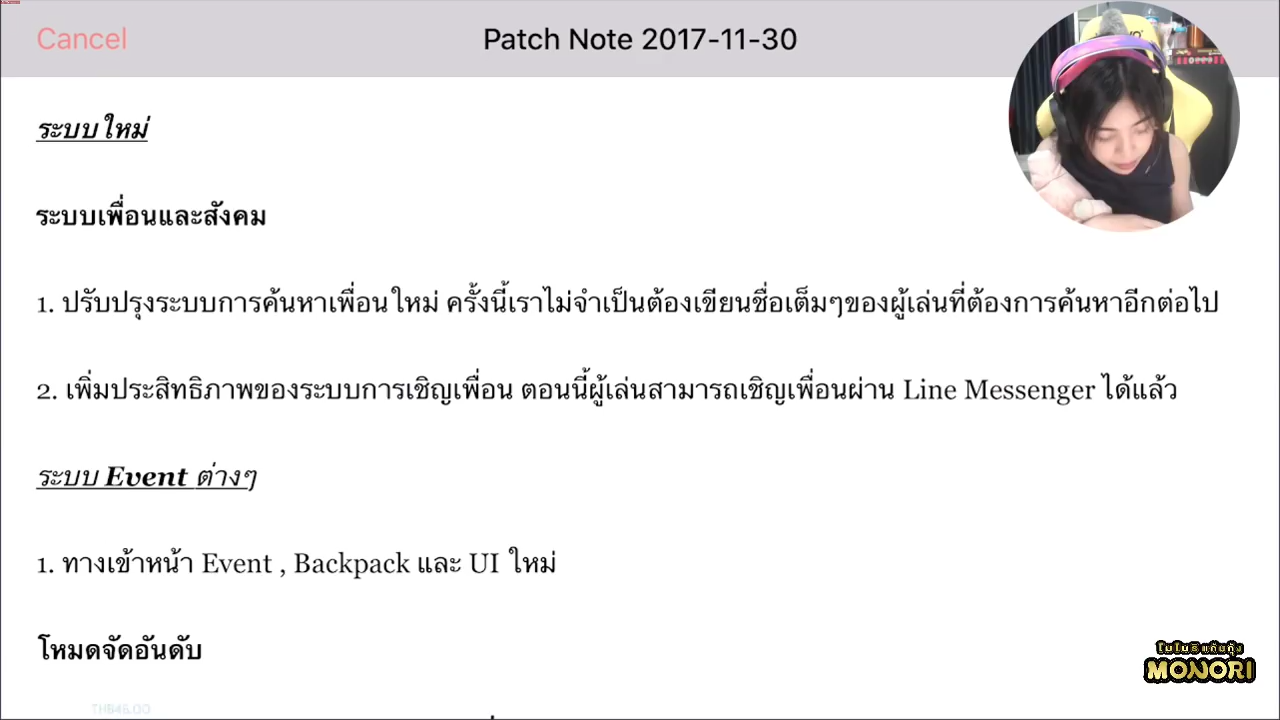 Cancel
Patch Note 2017-11-30
ระบบใหม่
ระบบเพื่อนและสังคม
1. ปรับปรุงระบบการค้นหาเพื่อนใหม่ ครั้งนี้เราไม่จำเป็นต้องเขียนชื่อเต็มๆของผู้เล่นที่ต้องการค้นหาอีกต่อไป
2. เพิ่มประสิทธิภาพของระบบการเชิญเพื่อน ตอนนี้ผู้เล่นสามารถเชิญเพื่อนผ่าน Line Messenger ได้แล้ว
ระบบ Event ต่างๆ
1. ทางเข้าหน้า Event , Backpack และ UI ใหม่
โหมดจัดอันดับ
MONORI